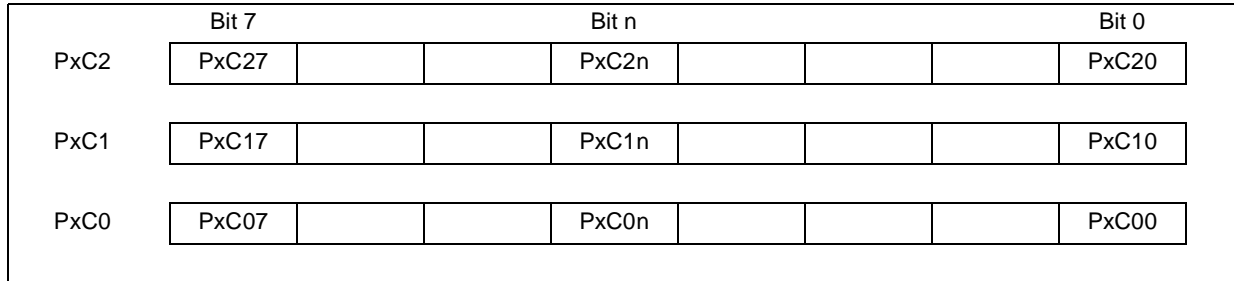 Bit 7 Bit n Bit 0
PxC2 PxC27 PxC2n PxC20
PxC1 PxC17 PxC1n PxC10
PxC0 PxC07 PxC0n PxC00